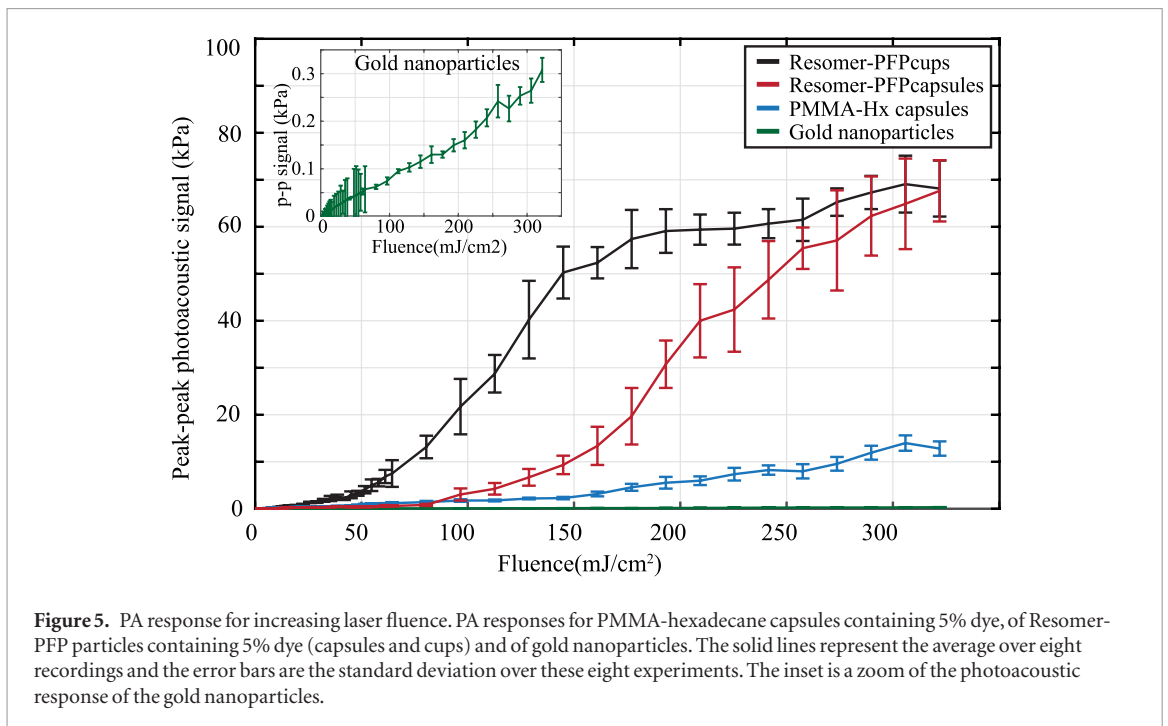 100
80
60
40
20
0
Peak-peak photoacoustic signal (kPa)
0 50 100 150 200 250 300
Fluence(mJ/cm²)
Gold nanoparticles
0.3
0.2
0.1
0
p-p signal (kPa)
100 200 300
Fluence(mJ/cm2)
Resomer-PFPcups
Resomer-PFPcapsules
PMMA-Hx capsules
Gold nanoparticles
Figure 5. PA response for increasing laser fluence. PA responses for PMMA-hexadecane capsules containing 5% dye, of Resomer-
PFP particles containing 5% dye (capsules and cups) and of gold nanoparticles. The solid lines represent the average over eight
recordings and the error bars are the standard deviation over these eight experiments. The inset is a zoom of the photoacoustic
response of the gold nanoparticles.